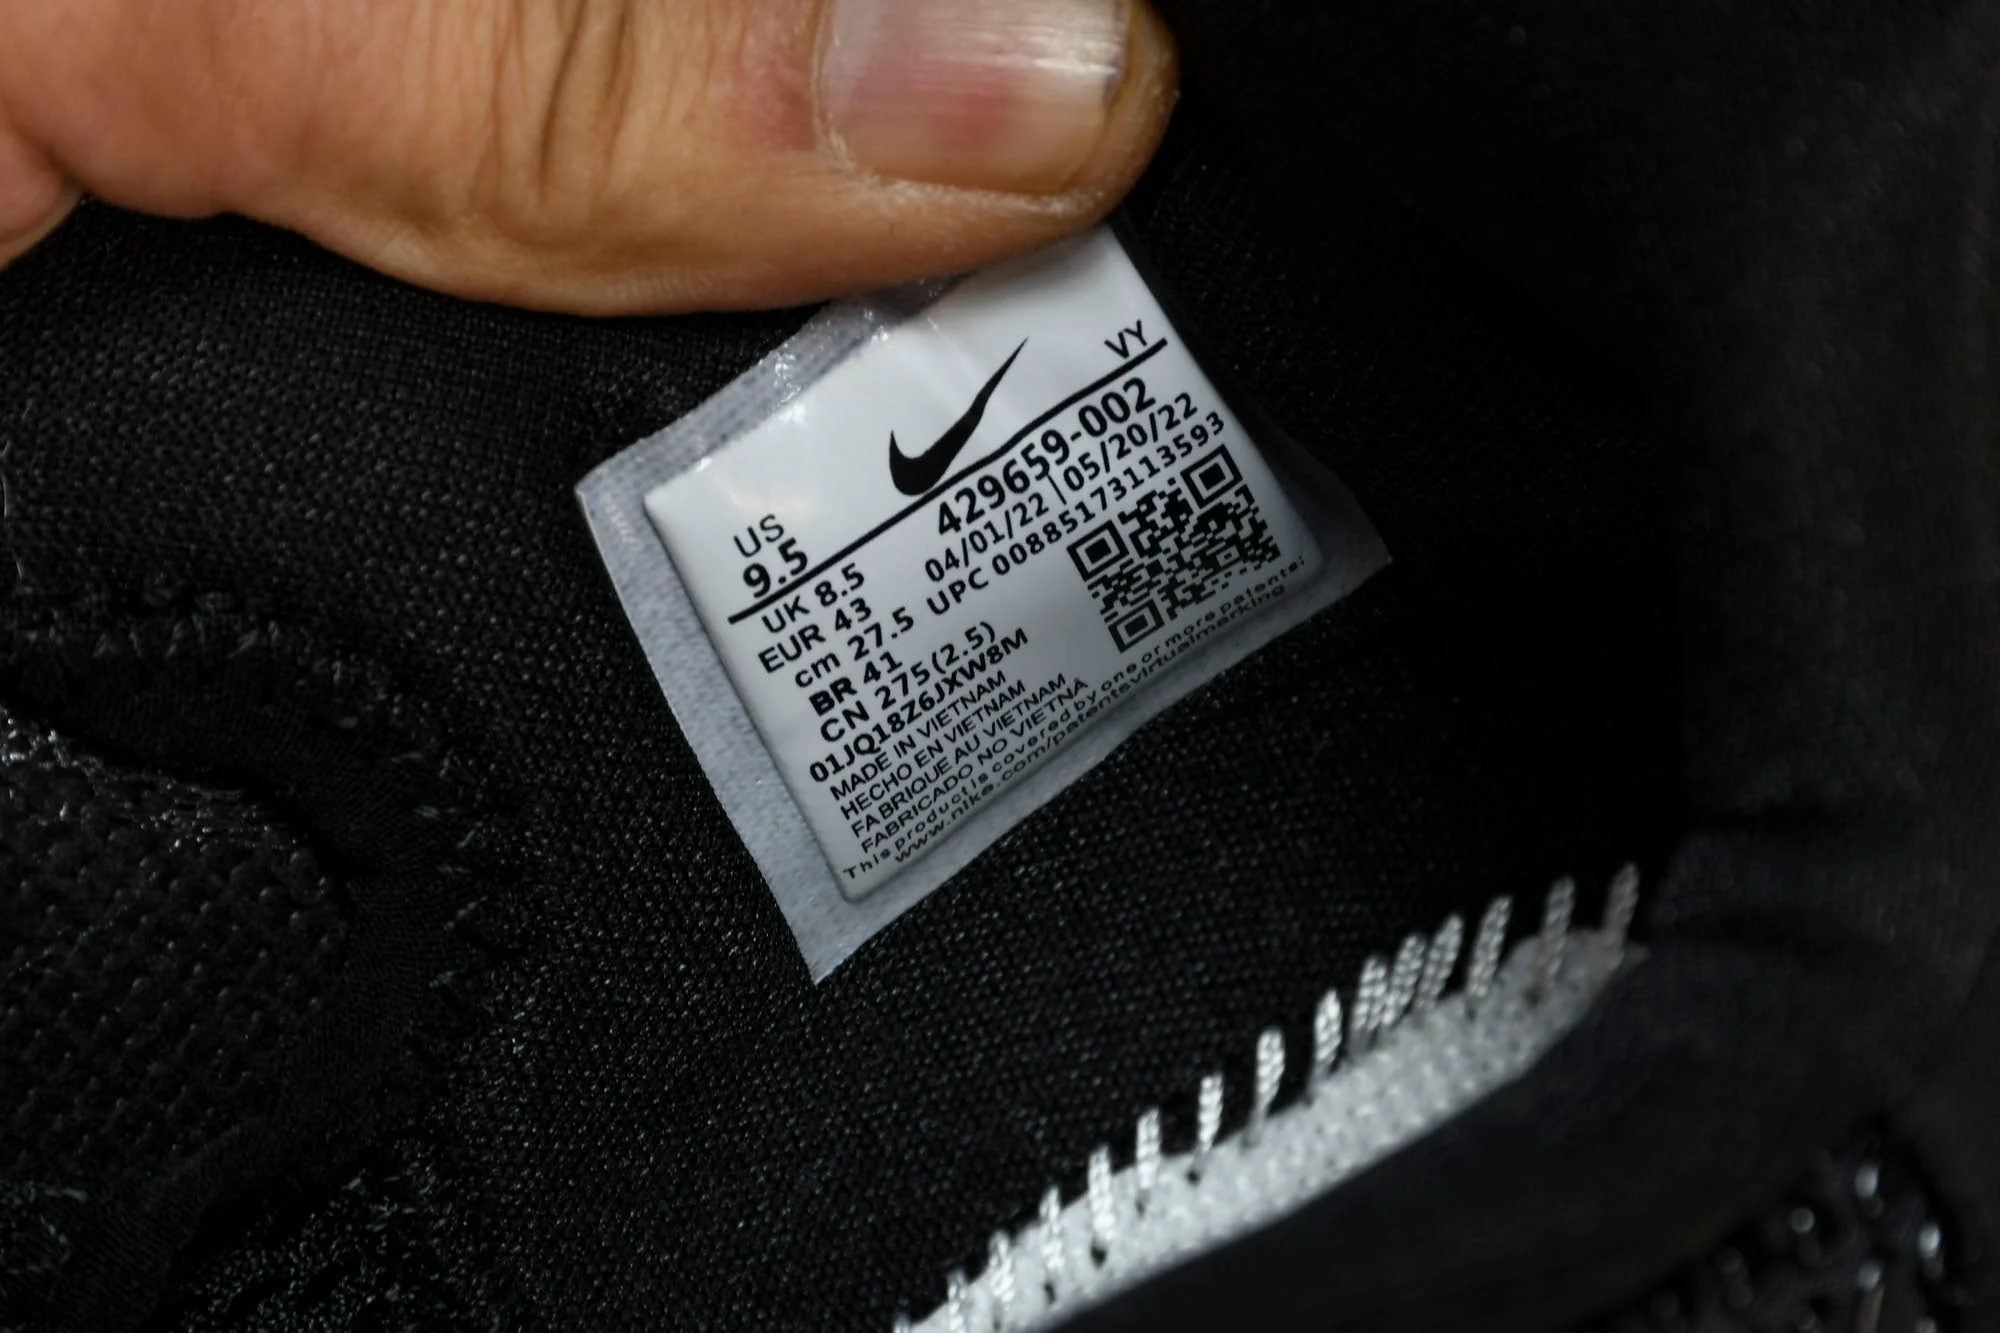 VY
US
9.5
429659-002
UK 8.5
04/01/22 | 05/20/22
EUR 43
UPC 00885173113593
cm 27.5
BR 41
CN 275(2.5)
01JQ18Z6JXW8M
MADE IN VIETNAM
HECHO EN VIETNAM
FABRIQUE AU VIETNAM
FABRICADO NO VIETNA
This product is covered by one or more patents:
www.nike.com/patentsvirtualmarking